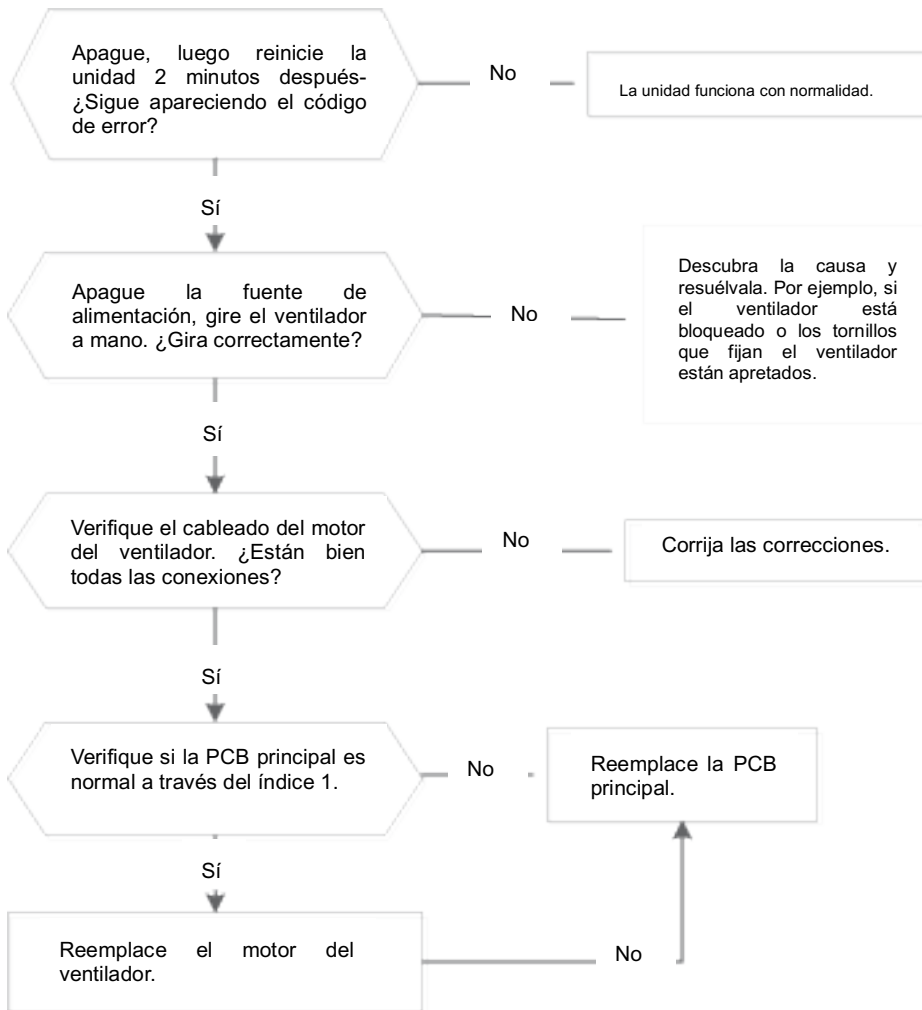 Apague, luego reinicie la
unidad 2 minutos después-
¿Sigue apareciendo el código
de error?
No
La unidad funciona con normalidad.
Sí
Apague la fuente de
alimentación, gire el ventilador
a mano. ¿Gira correctamente?
No
Descubra la causa y
resuélvala. Por ejemplo, si
el ventilador está
bloqueado o los tornillos
que fijan el ventilador
están apretados.
Sí
Verifique el cableado del motor
del ventilador. ¿Están bien
todas las conexiones?
No
Corrija las correcciones.
Sí
Verifique si la PCB principal es
normal a través del índice 1.
No
Reemplace la PCB
principal.
Sí
Reemplace el motor del
ventilador.
No